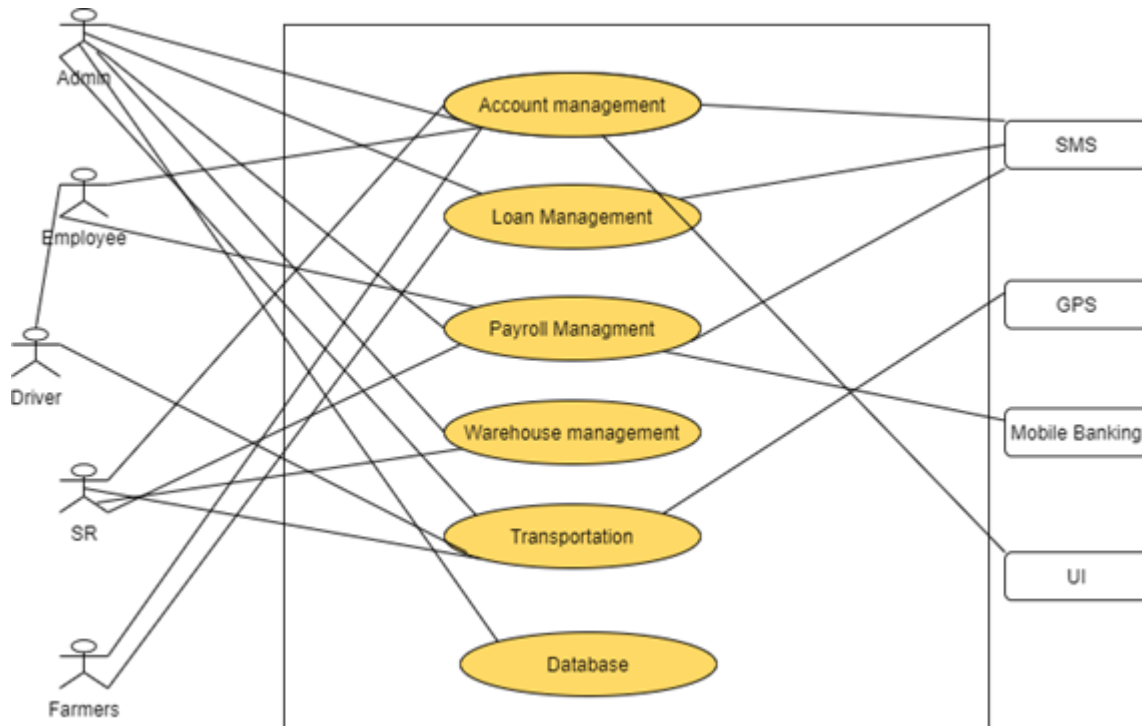 Admin
Employee
Driver
SR
Farmers
Account management
Loan Management
Payroll Managment
Warehouse management
Transportation
Database
SMS
GPS
Mobile Banking
UI